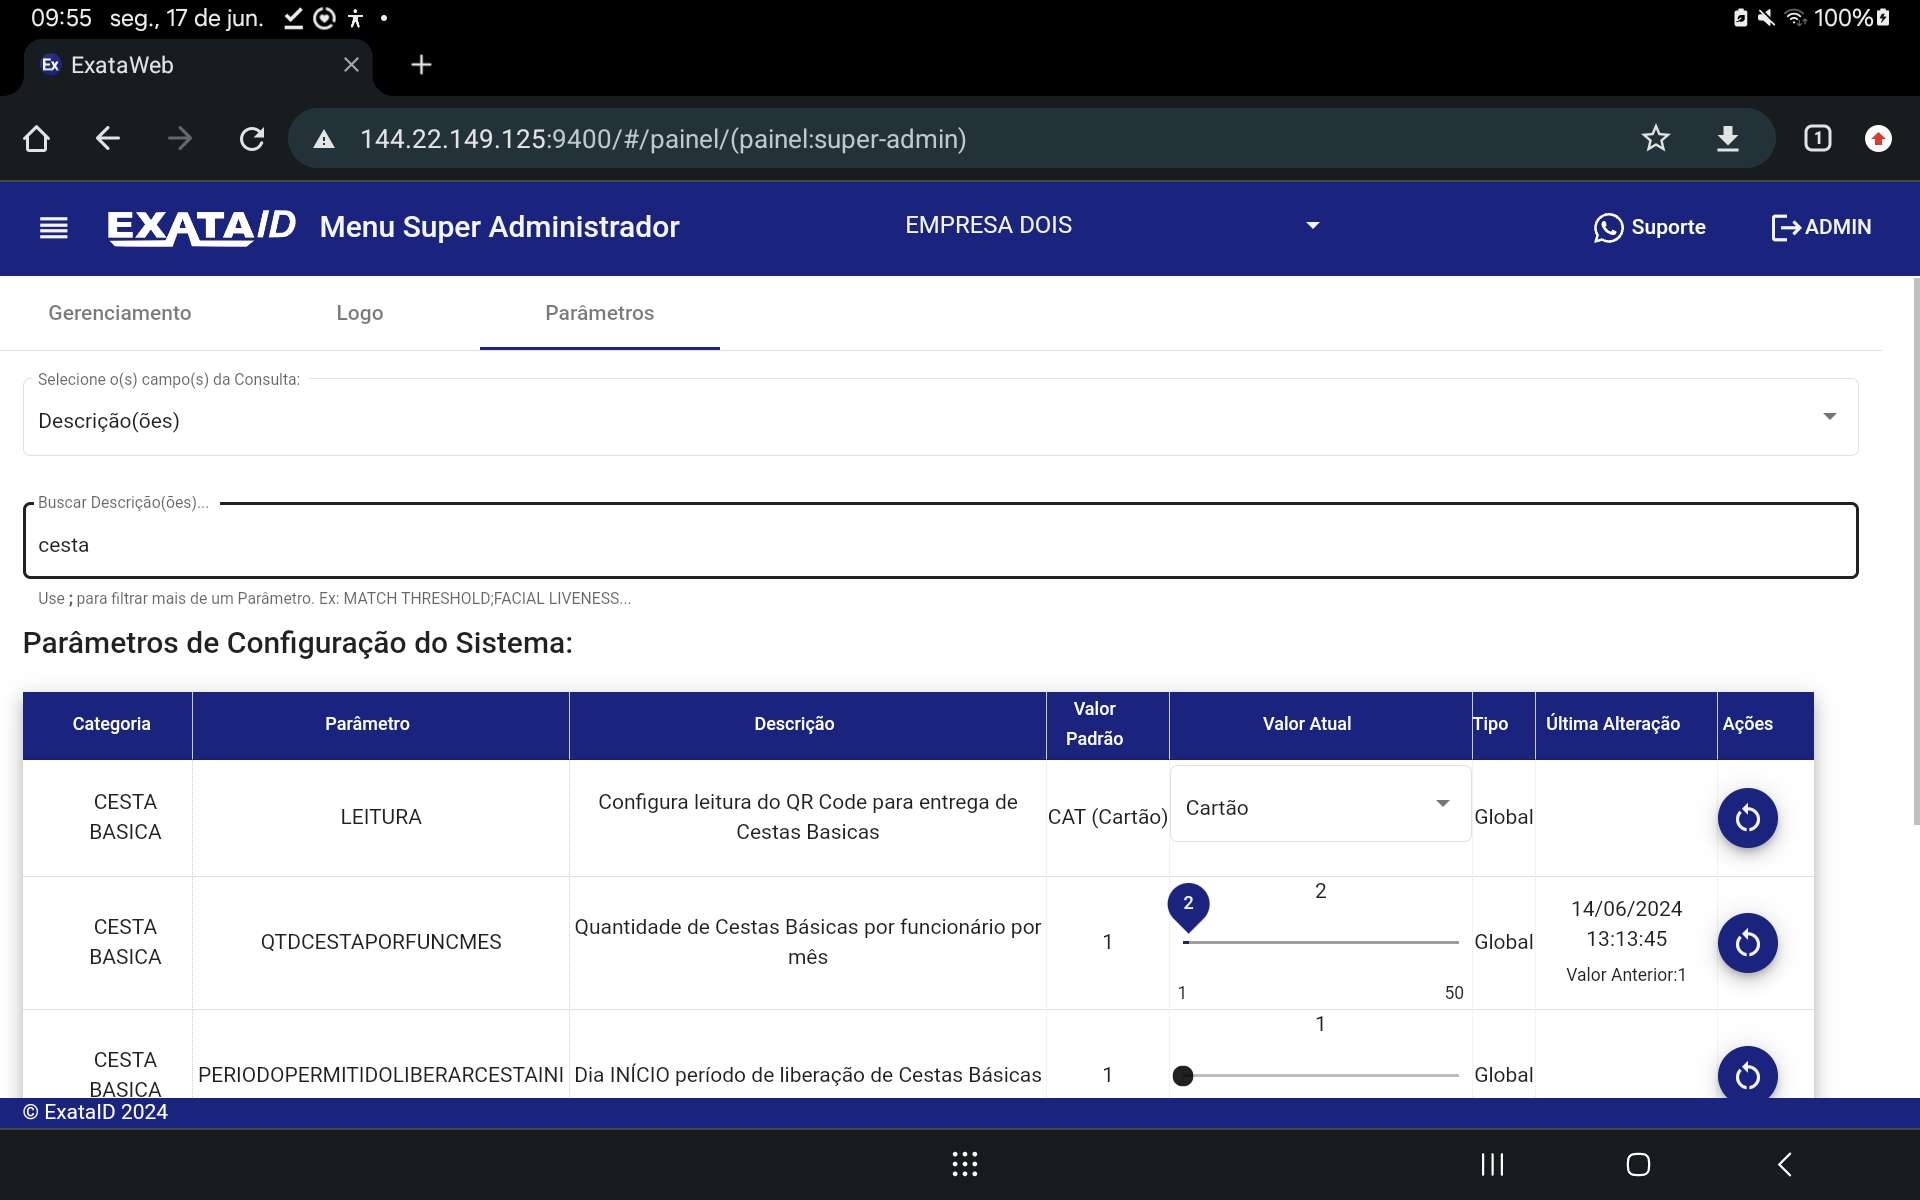 09:55 seg., 17 de jun.
100%
Ex ExataWeb
144.22.149.125:9400/#/painel/(painel:super-admin)
1
EXATAID Menu Super Administrador
EMPRESA DOIS
Suporte
ADMIN
Gerenciamento
Logo
Parâmetros
Selecione o(s) campo(s) da Consulta:
Descrição(ões)
Buscar Descrição(ões)...
cesta
Use ; para filtrar mais de um Parâmetro. Ex: MATCH THRESHOLD;FACIAL LIVENESS...
Parâmetros de Configuração do Sistema:
Categoria
Parâmetro
Descrição
Valor
Padrão
Valor Atual
Tipo
Última Alteração
Ações
CESTA
BASICA
LEITURA
Configura leitura do QR Code para entrega de
Cestas Basicas
CAT (Cartão)
Cartão
Global
CESTA
BASICA
QTDCESTAPORFUNCMES
Quantidade de Cestas Básicas por funcionário por
mês
1
2
2
1
50
Global
14/06/2024
13:13:45
Valor Anterior:1
CESTA
BASICA
PERIODOPERMITIDOLIBERARCESTAINI
Dia INÍCIO período de liberação de Cestas Básicas
1
1
Global
© ExataID 2024